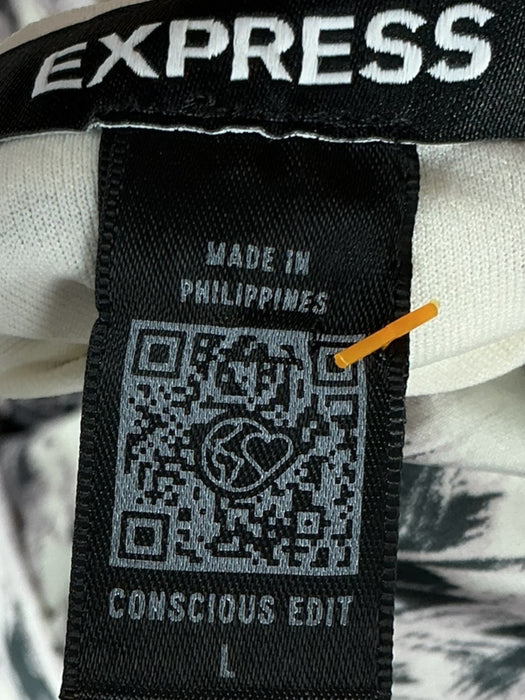 EXPRESS
MADE IN
PHILIPPINES
CONSCIOUS EDIT
L